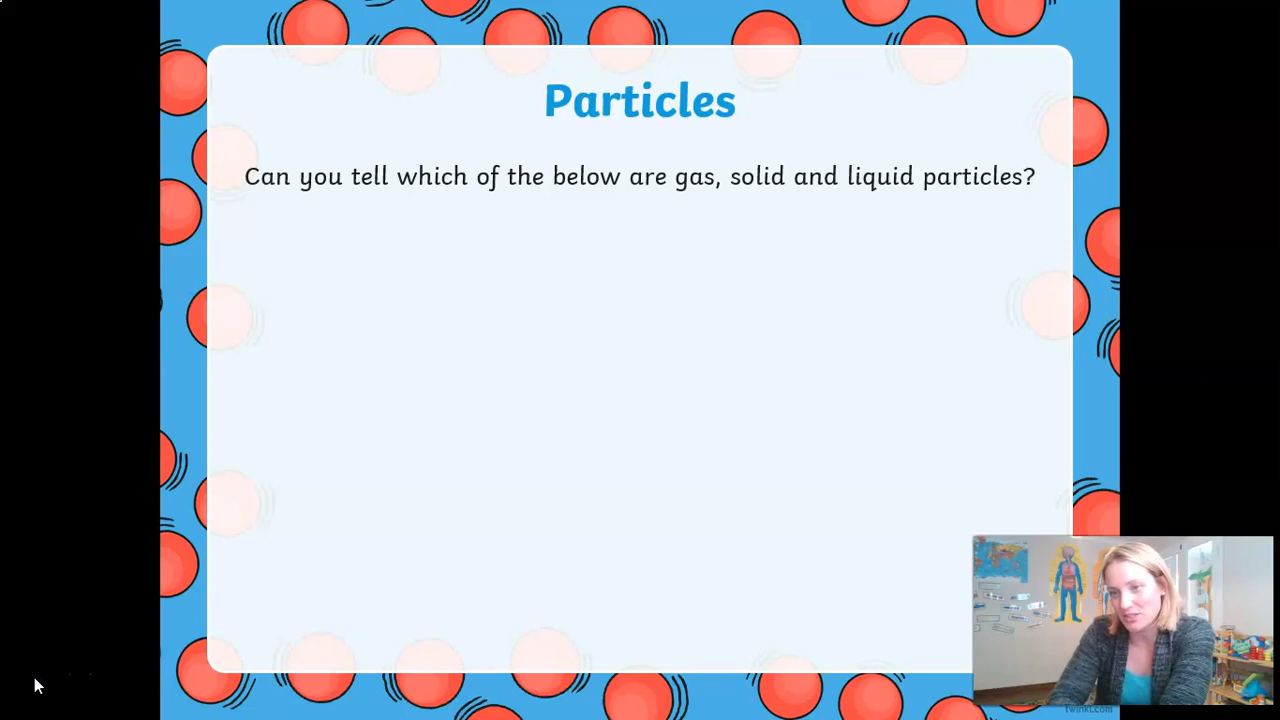 Particles
Can you tell which of the below are gas, solid and liquid particles?
twinkl.com